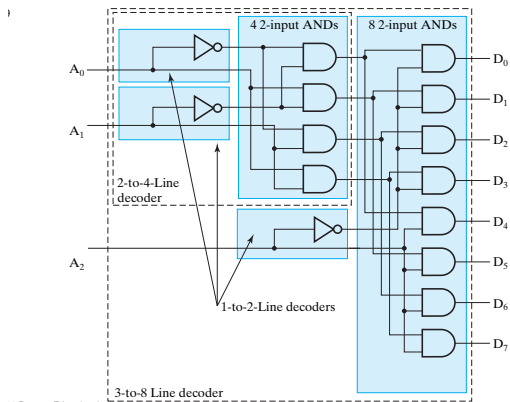 4 2-input ANDs
8 2-input ANDs
A0
A1
A2
D0
D1
D2
D3
D4
D5
D6
D7
2-to-4-Line
decoder
1-to-2-Line decoders
3-to-8 Line decoder